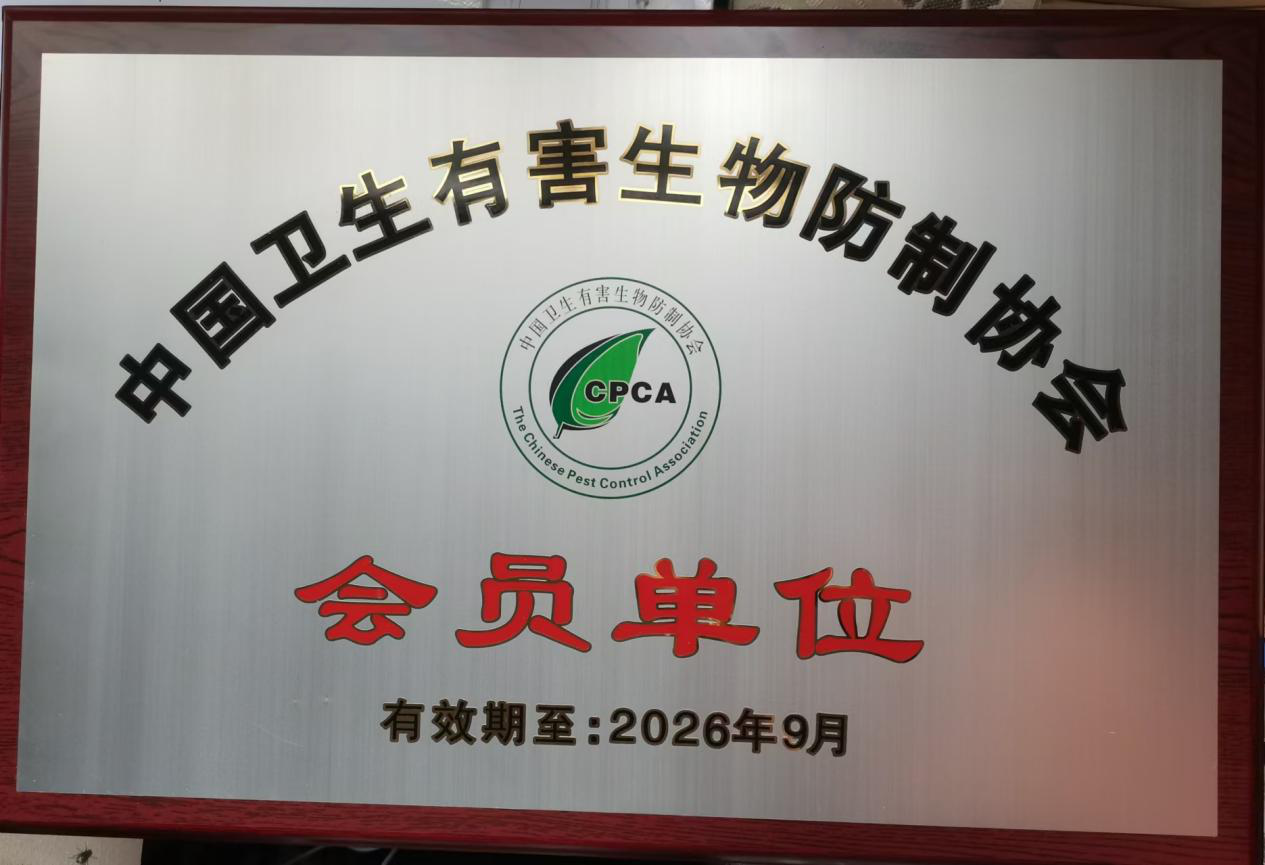 中国卫生有害生物防制协会
中国卫生有害生物防制协会
CPCA
The Chinese Pest Control Association
会员单位
有效期至:2026年9月